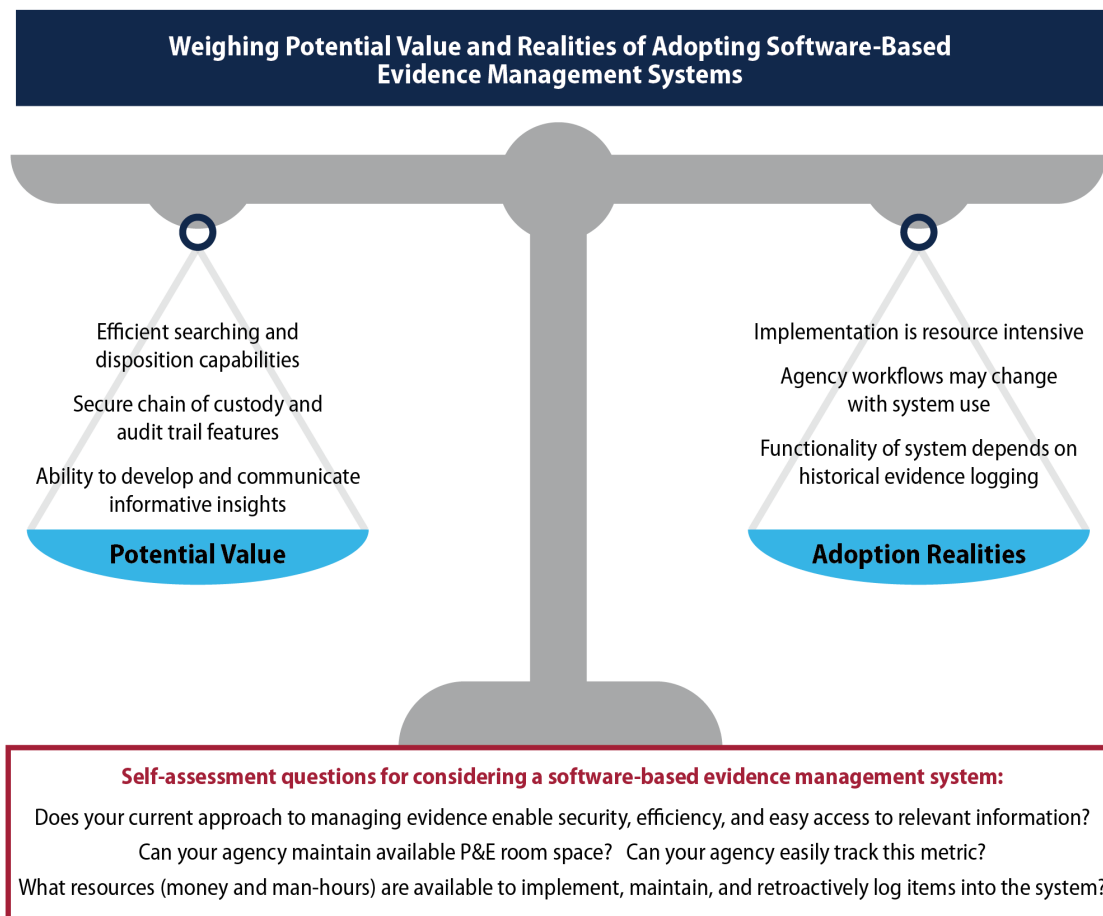 Weighing Potential Value and Realities of Adopting Software-Based
Evidence Management Systems
Efficient searching and
disposition capabilities
Secure chain of custody and
audit trail features
Ability to develop and communicate
informative insights
Potential Value
Implementation is resource intensive
Agency workflows may change
with system use
Functionality of system depends on
historical evidence logging
Adoption Realities
Self-assessment questions for considering a software-based evidence management system:
Does your current approach to managing evidence enable security, efficiency, and easy access to relevant information?
Can your agency maintain available P&E room space? Can your agency easily track this metric?
What resources (money and man-hours) are available to implement, maintain, and retroactively log items into the system?